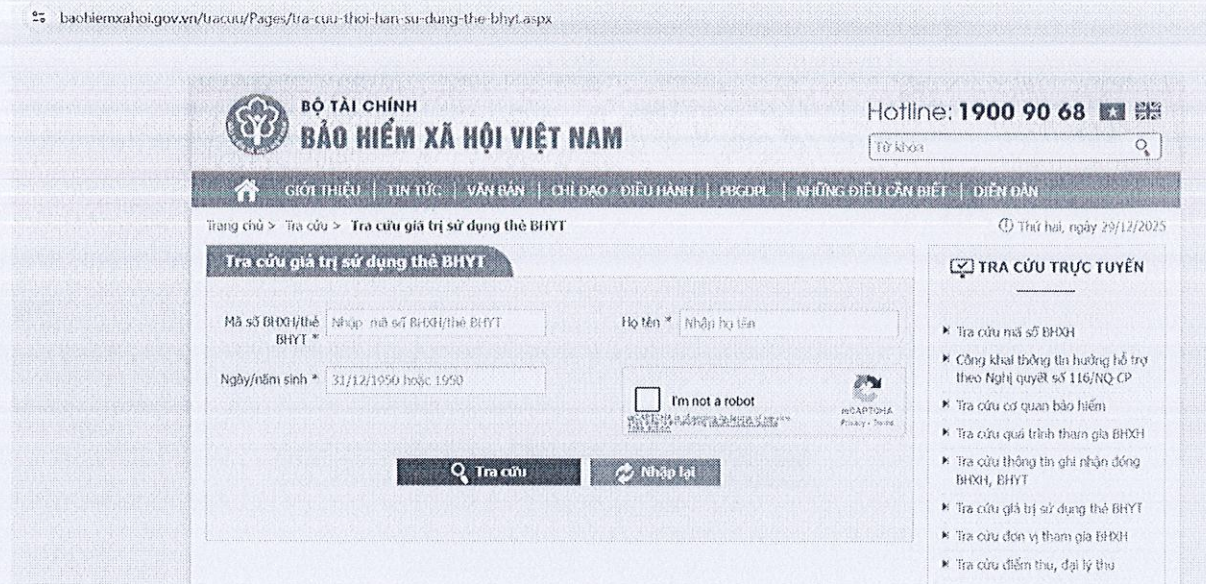 baohiemxahoi.gov.vn/tracuu/Pages/tra-cuu-thoi-han-su-dung-the-bhyt.aspx
BỘ TÀI CHÍNH
BẢO HIỂM XÃ HỘI VIỆT NAM
Hotline: 1900 90 68
Từ khóa
GIỚI THIỆU | TIN TỨC | VĂN BẢN | CHỈ ĐẠO - ĐIỀU HÀNH | PBGDPL | NHỮNG ĐIỀU CẦN BIẾT | DIỄN ĐÀN
Trang chủ > Tra cứu > Tra cứu giá trị sử dụng thẻ BHYT
Thứ hai, ngày 29/12/2025
Tra cứu giá trị sử dụng thẻ BHYT
Mã số BHXH/thẻ
BHYT *
Nhập mã số BHXH/thẻ BHYT
Họ tên *
Nhập họ tên
Ngày/năm sinh *
31/12/1950 hoặc 1950
I'm not a robot
reCAPTCHA
Privacy - Terms
Tra cứu
Nhập lại
TRA CỨU TRỰC TUYẾN
Tra cứu mã số BHXH
Công khai thông tin hưởng hỗ trợ
theo Nghị quyết số 116/NQ-CP
Tra cứu cơ quan bảo hiểm
Tra cứu quá trình tham gia BHXH
Tra cứu thông tin ghi nhận đóng
BHXH, BHYT
Tra cứu giá trị sử dụng thẻ BHYT
Tra cứu đơn vị tham gia BHXH
Tra cứu điểm thu, đại lý thu